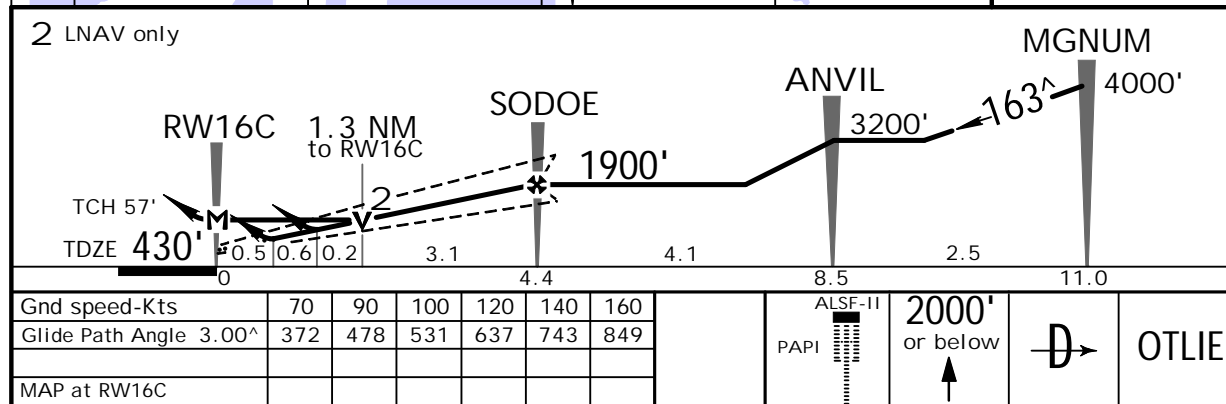 2 LNAV only
MGNUM
4000'
163^
ANVIL
3200'
SODOE
1900'
RW16C
1.3 NM
to RW16C
2
TCH 57'
M
V
TDZE 430'
0.5 0.6 0.2 3.1 4.1 2.5
0 4.4 8.5 11.0
Gnd speed-Kts 70 90 100 120 140 160
Glide Path Angle 3.00^ 372 478 531 637 743 849
MAP at RW16C
ALSF-II
PAPI
2000'
or below
D
OTLIE